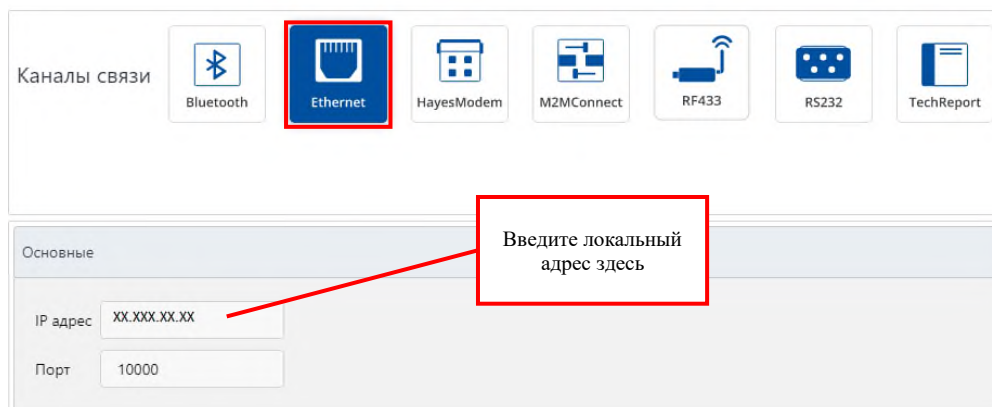 Каналы связи
Bluetooth
Ethernet
HayesModem
M2MConnect
RF433
RS232
TechReport
Основные
Введите локальный
адрес здесь
IP адрес
XX.XXX.XX.XX
Порт
10000